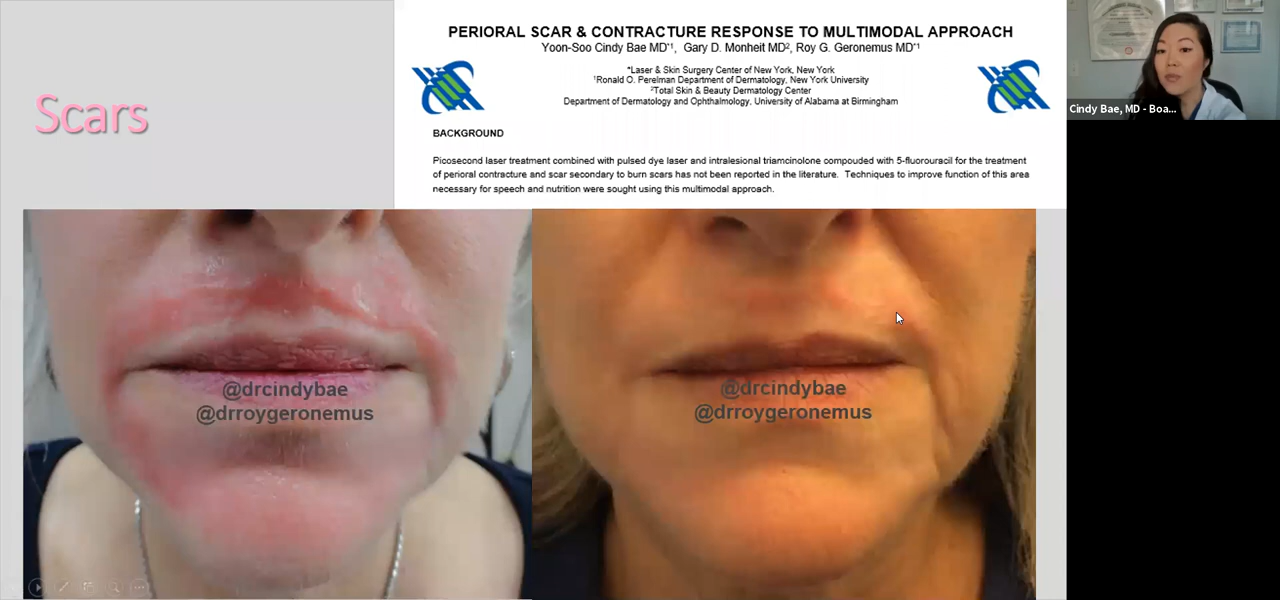 Scars
PERIORAL SCAR & CONTRACTURE RESPONSE TO MULTIMODAL APPROACH
Yoon-Soo Cindy Bae MD*¹, Gary D. Monheit MD², Roy G. Geronemus MD*¹
*Laser & Skin Surgery Center of New York, New York
¹Ronald O. Perelman Department of Dermatology, New York University
²Total Skin & Beauty Dermatology Center
Department of Dermatology and Ophthalmology, University of Alabama at Birmingham
BACKGROUND
Picosecond laser treatment combined with pulsed dye laser and intralesional triamcinolone compouded with 5-fluorouracil for the treatment
of perioral contracture and scar secondary to burn scars has not been reported in the literature. Techniques to improve function of this area
necessary for speech and nutrition were sought using this multimodal approach.
@drcindybae
@drroygeronemus
@drcindybae
@drroygeronemus
Cindy Bae, MD - Boa...